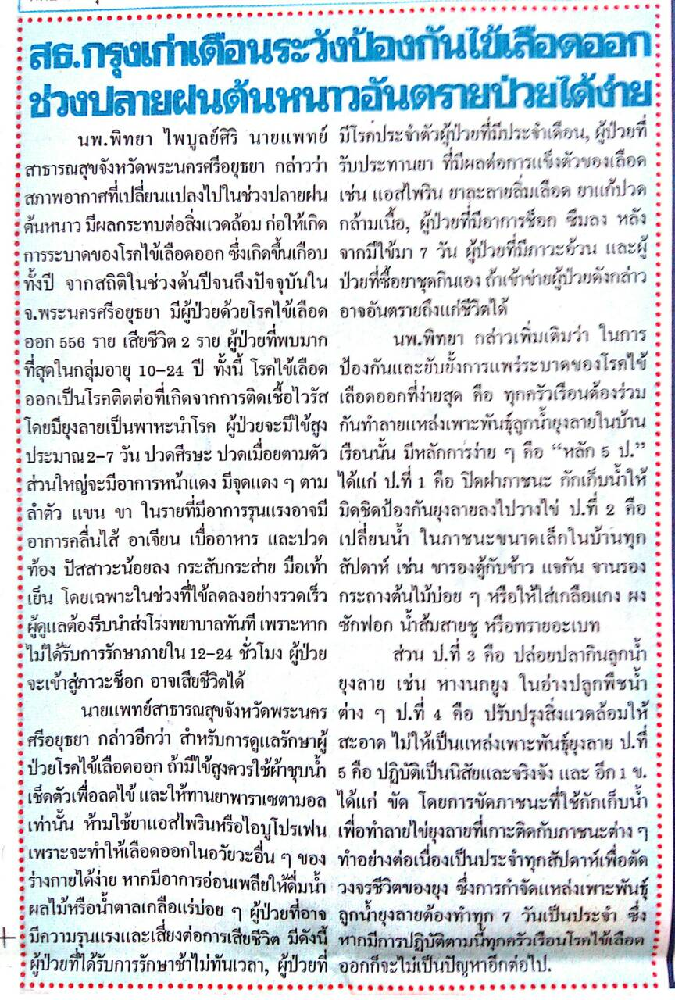 สธ.กรุงเก่าเตือนระวังป้องกันไข้เลือดออก
ช่วงปลายฝนต้นหนาวอันตรายป่วยได้ง่าย
นพ.พิทยา ไพบูลย์ศิริ นายแพทย์
สาธารณสุขจังหวัดพระนครศรีอยุธยา กล่าวว่า
สภาพอากาศที่เปลี่ยนแปลงไปในช่วงปลายฝน
ต้นหนาว มีผลกระทบต่อสิ่งแวดล้อม ก่อให้เกิด
การระบาดของโรคไข้เลือดออก ซึ่งเกิดขึ้นเกือบ
ทั้งปี จากสถิติในช่วงต้นปีจนถึงปัจจุบันใน
จ.พระนครศรีอยุธยา มีผู้ป่วยด้วยโรคไข้เลือด
ออก 556 ราย เสียชีวิต 2 ราย ผู้ป่วยที่พบมาก
ที่สุดในกลุ่มอายุ 10-24 ปี ทั้งนี้ โรคไข้เลือด
ออกเป็นโรคติดต่อที่เกิดจากการติดเชื้อไวรัส
โดยมียุงลายเป็นพาหะนำโรค ผู้ป่วยจะมีไข้สูง
ประมาณ 2-7 วัน ปวดศีรษะ ปวดเมื่อยตามตัว
ส่วนใหญ่จะมีอาการหน้าแดง มีจุดแดง ๆ ตาม
ลำตัว แขน ขา ในรายที่มีอาการรุนแรงอาจมี
อาการคลื่นไส้ อาเจียน เบื่ออาหาร และปวด
ท้อง ปัสสาวะน้อยลง กระสับกระส่าย มือเท้า
เย็น โดยเฉพาะในช่วงที่ไข้ลดลงอย่างรวดเร็ว
ผู้ดูแลต้องรีบนำส่งโรงพยาบาลทันที เพราะหาก
ไม่ได้รับการรักษาภายใน 12-24 ชั่วโมง ผู้ป่วย
จะเข้าสู่ภาวะช็อก อาจเสียชีวิตได้
นายแพทย์สาธารณสุขจังหวัดพระนคร
ศรีอยุธยา กล่าวอีกว่า สำหรับการดูแลรักษาผู้
ป่วยโรคไข้เลือดออก ถ้ามีไข้สูงควรใช้ผ้าชุบน้ำ
เช็ดตัวเพื่อลดไข้ และให้ทานยาพาราเซตามอล
เท่านั้น ห้ามใช้ยาแอสไพรินหรือไอบูโปรเฟน
เพราะจะทำให้เลือดออกในอวัยวะอื่น ๆ ของ
ร่างกายได้ง่าย หากมีอาการอ่อนเพลียให้ดื่มน้ำ
ผลไม้หรือน้ำตาลเกลือแร่บ่อย ๆ ผู้ป่วยที่อาจ
มีความรุนแรงและเสี่ยงต่อการเสียชีวิต มีดังนี้
ผู้ป่วยที่ได้รับการรักษาช้าไม่ทันเวลา, ผู้ป่วยที่
มีโรคประจำตัวผู้ป่วยที่มีประจำเดือน, ผู้ป่วยที่
รับประทานยา ที่มีผลต่อการแข็งตัวของเลือด
เช่น แอสไพริน ยาละลายลิ่มเลือด ยาแก้ปวด
กล้ามเนื้อ, ผู้ป่วยที่มีอาการช็อก ซึมลง หลัง
จากมีไข้มา 7 วัน ผู้ป่วยที่มีภาวะอ้วน และผู้
ป่วยที่ซื้อยาชุดกินเอง ถ้าเข้าข่ายผู้ป่วยดังกล่าว
อาจอันตรายถึงแก่ชีวิตได้
นพ.พิทยา กล่าวเพิ่มเติมว่า ในการ
ป้องกันและยับยั้งการแพร่ระบาดของโรคไข้
เลือดออกที่ง่ายสุด คือ ทุกครัวเรือนต้องร่วม
กันทำลายแหล่งเพาะพันธุ์ลูกน้ำยุงลายในบ้าน
เรือนนั้น มีหลักการง่าย ๆ คือ “หลัก 5 ป.”
ได้แก่ ป.ที่ 1 คือ ปิดฝาภาชนะ กักเก็บน้ำให้
มิดชิดป้องกันยุงลายลงไปวางไข่ ป.ที่ 2 คือ
เปลี่ยนน้ำ ในภาชนะขนาดเล็กในบ้านทุก
สัปดาห์ เช่น ขารองตู้กับข้าว แจกัน จานรอง
กระถางต้นไม้บ่อย ๆ หรือให้ใส่เกลือแกง ผง
ซักฟอก น้ำส้มสายชู หรือทรายอะเบท
ส่วน ป.ที่ 3 คือ ปล่อยปลากินลูกน้ำ
ยุงลาย เช่น หางนกยูง ในอ่างปลูกพืชน้ำ
ต่าง ๆ ป.ที่ 4 คือ ปรับปรุงสิ่งแวดล้อมให้
สะอาด ไม่ให้เป็นแหล่งเพาะพันธุ์ยุงลาย ป.ที่
5 คือ ปฏิบัติเป็นนิสัยและจริงจัง และ อีก 1 ข.
ได้แก่ ขัด โดยการขัดภาชนะที่ใช้กักเก็บน้ำ
เพื่อทำลายไข่ยุงลายที่เกาะติดกับภาชนะต่าง ๆ
ทำอย่างต่อเนื่องเป็นประจำทุกสัปดาห์เพื่อตัด
วงจรชีวิตของยุง ซึ่งการกำจัดแหล่งเพาะพันธุ์
ลูกน้ำยุงลายต้องทำทุก 7 วันเป็นประจำ ซึ่ง
หากมีการปฏิบัติตามนี้ทุกครัวเรือนโรคไข้เลือด
ออกก็จะไม่เป็นปัญหาอีกต่อไป.